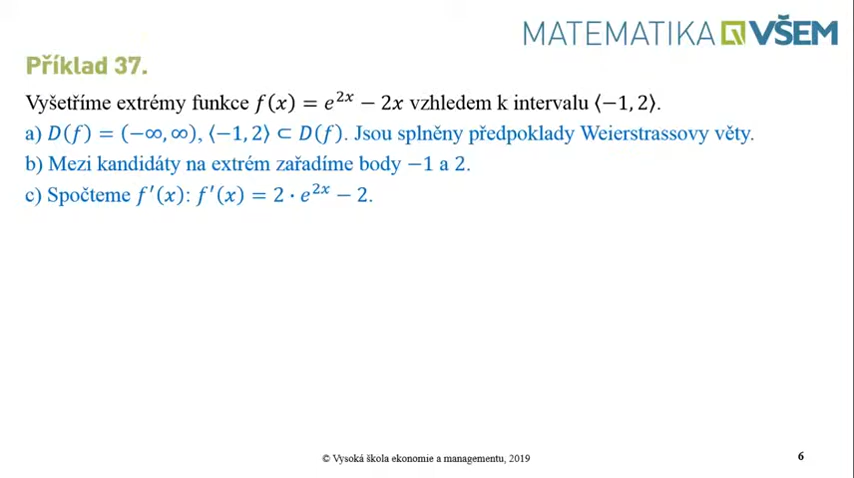 MATEMATIKA VŠEM
Příklad 37.
Vyšetříme extrémy funkce f(x) = e^{2x} − 2x vzhledem k intervalu ⟨−1, 2⟩.
a) D(f) = (−∞, ∞), ⟨−1, 2⟩ ⊂ D(f). Jsou splněny předpoklady Weierstrassovy věty.
b) Mezi kandidáty na extrém zařadíme body −1 a 2.
c) Spočteme f′(x): f′(x) = 2 · e^{2x} − 2.
© Vysoká škola ekonomie a managementu, 2019
6